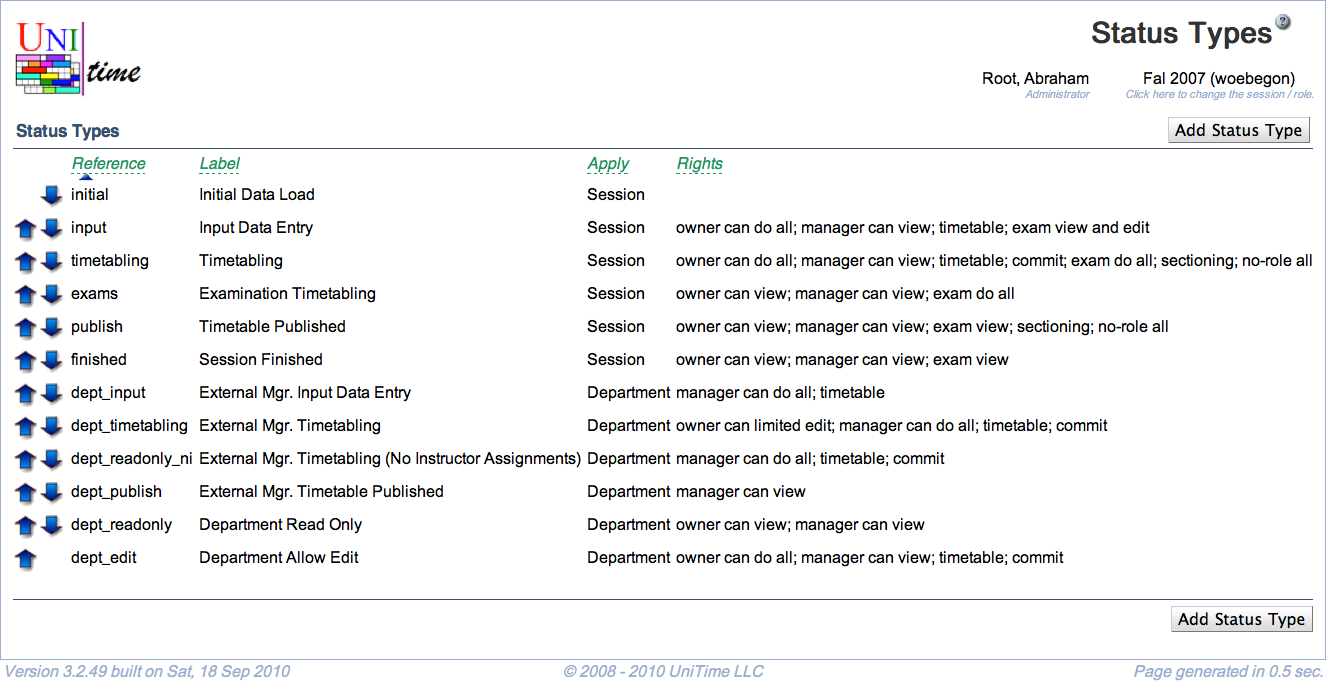 UNI time
Status Types ?
Root, Abraham Fal 2007 (woebegon)
Administrator Click here to change the session / role.
Status Types Add Status Type
Reference Label Apply Rights
initial Initial Data Load Session
input Input Data Entry Session owner can do all; manager can view; timetable; exam view and edit
timetabling Timetabling Session owner can do all; manager can view; timetable; commit; exam do all; sectioning; no-role all
exams Examination Timetabling Session owner can view; manager can view; exam do all
publish Timetable Published Session owner can view; manager can view; exam view; sectioning; no-role all
finished Session Finished Session owner can view; manager can view; exam view
dept_input External Mgr. Input Data Entry Department manager can do all; timetable
dept_timetabling External Mgr. Timetabling Department owner can limited edit; manager can do all; timetable; commit
dept_readonly_ni External Mgr. Timetabling (No Instructor Assignments) Department manager can do all; timetable; commit
dept_publish External Mgr. Timetable Published Department manager can view
dept_readonly Department Read Only Department owner can view; manager can view
dept_edit Department Allow Edit Department owner can do all; manager can view; timetable; commit
Add Status Type
Version 3.2.49 built on Sat, 18 Sep 2010 © 2008 - 2010 UniTime LLC Page generated in 0.5 sec.